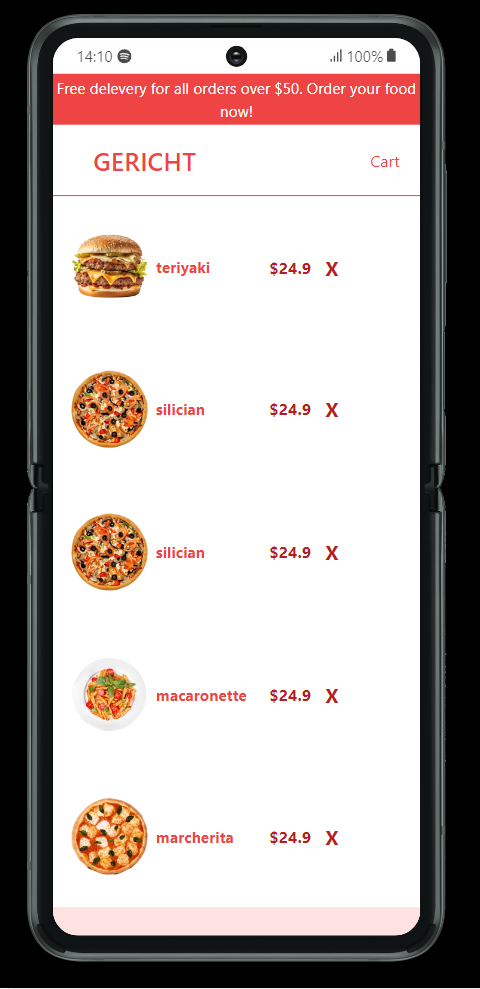 14:10 100%
Free delevery for all orders over $50. Order your food
now!
GERICHT Cart
teriyaki $24.9 X
silician $24.9 X
silician $24.9 X
macaronette $24.9 X
marcherita $24.9 X